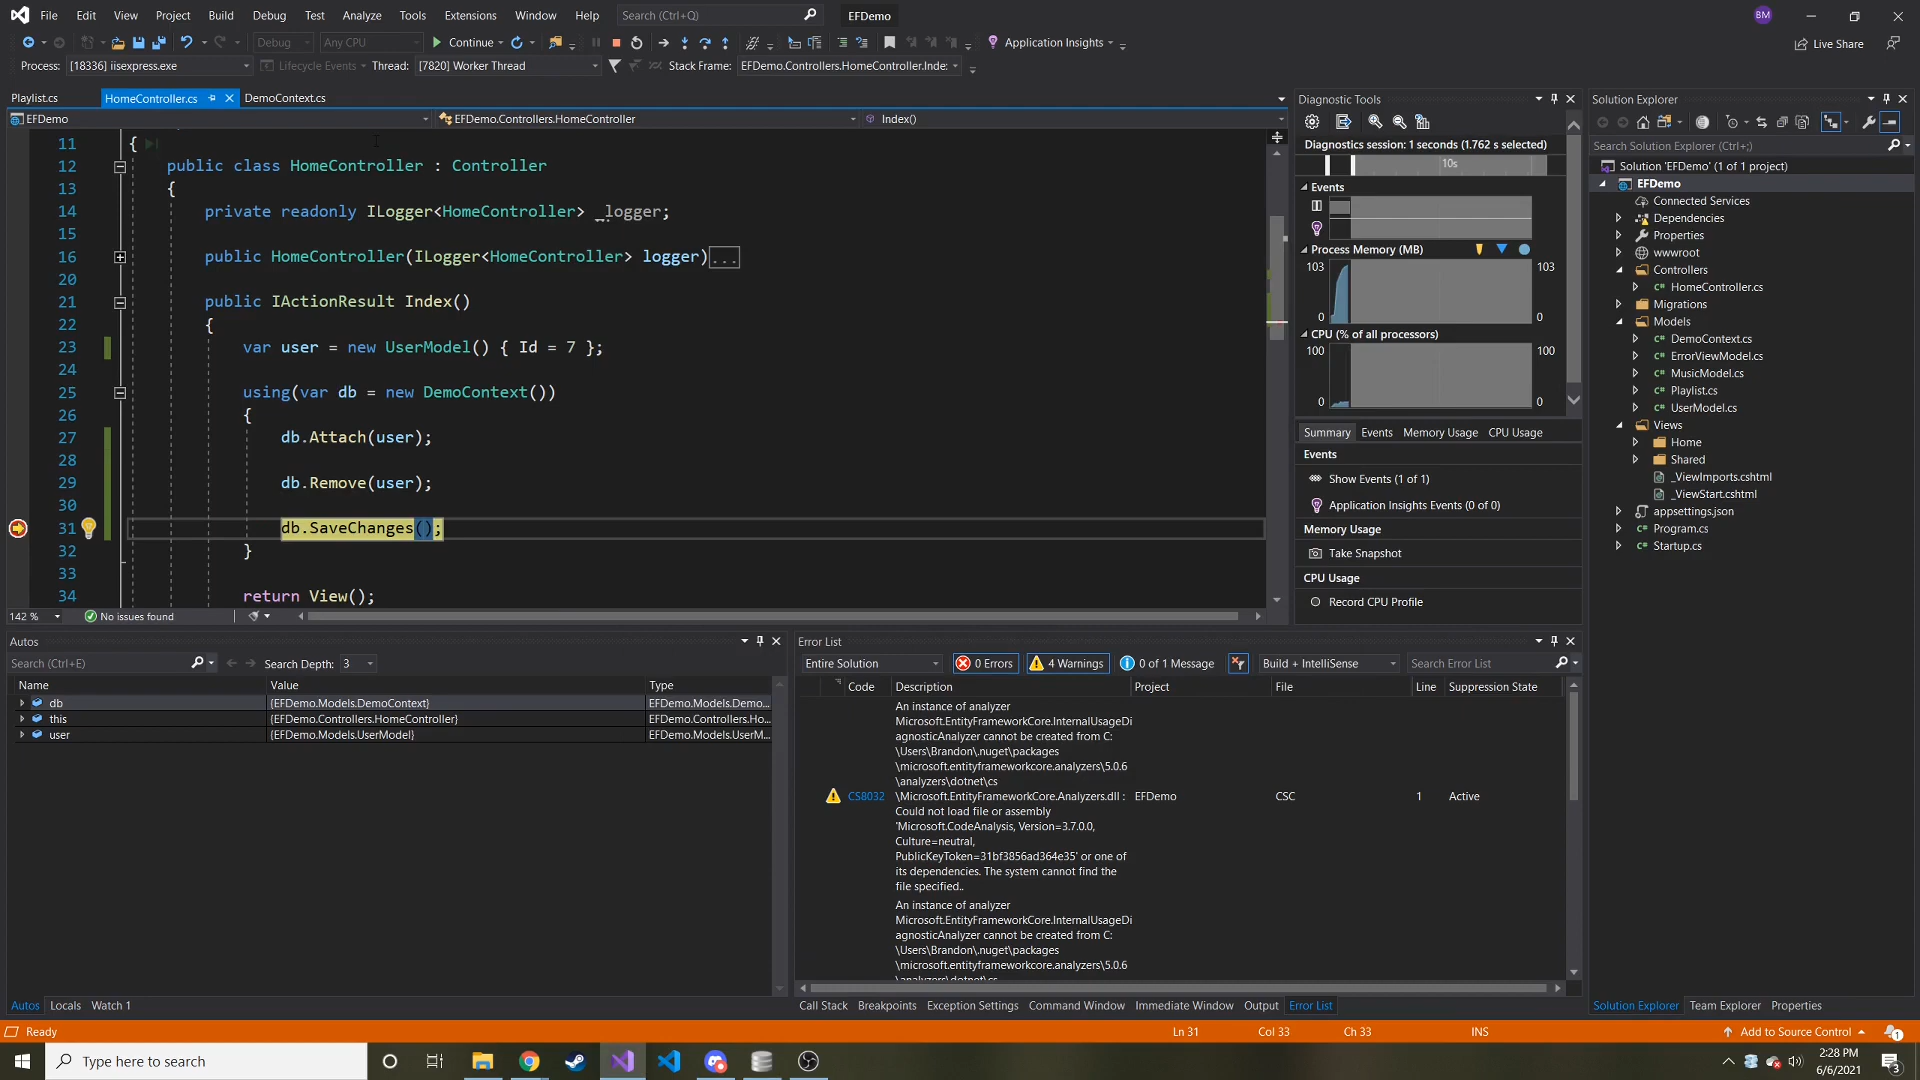 File Edit View Project Build Debug Test Analyze Tools Extensions Window Help Search (Ctrl+Q) EFDemo BM
Debug Any CPU Continue Application Insights Live Share
Process: [18336] iisexpress.exe Lifecycle Events Thread: [7820] Worker Thread Stack Frame: EFDemo.Controllers.HomeController.Inde:
Playlist.cs HomeController.cs DemoContext.cs
EFDemo EFDemo.Controllers.HomeController Index()
11 {
12 public class HomeController : Controller
13 {
14 private readonly ILogger<HomeController> _logger;
15
16 public HomeController(ILogger<HomeController> logger)...
20
21 public IActionResult Index()
22 {
23 var user = new UserModel() { Id = 7 };
24
25 using(var db = new DemoContext())
26 {
27 db.Attach(user);
28
29 db.Remove(user);
30
31 db.SaveChanges();
32 }
33
34 return View();
142 % No issues found
Diagnostic Tools
Diagnostics session: 1 seconds (1.762 s selected)
10s
Events
Process Memory (MB)
103 103
0 0
CPU (% of all processors)
100 100
0 0
Summary Events Memory Usage CPU Usage
Events
Show Events (1 of 1)
Application Insights Events (0 of 0)
Memory Usage
Take Snapshot
CPU Usage
Record CPU Profile
Solution Explorer
Search Solution Explorer (Ctrl+;)
Solution 'EFDemo' (1 of 1 project)
EFDemo
Connected Services
Dependencies
Properties
wwwroot
Controllers
C# HomeController.cs
Migrations
Models
C# DemoContext.cs
C# ErrorViewModel.cs
C# MusicModel.cs
C# Playlist.cs
C# UserModel.cs
Views
Home
Shared
_ViewImports.cshtml
_ViewStart.cshtml
appsettings.json
C# Program.cs
C# Startup.cs
Autos
Search (Ctrl+E) Search Depth: 3
Name Value Type
db {EFDemo.Models.DemoContext} EFDemo.Models.Demo...
this {EFDemo.Controllers.HomeController} EFDemo.Controllers.Ho...
user {EFDemo.Models.UserModel} EFDemo.Models.UserM...
Autos Locals Watch 1
Error List
Entire Solution 0 Errors 4 Warnings 0 of 1 Message Build + IntelliSense Search Error List
Code Description Project File Line Suppression State
An instance of analyzer
Microsoft.EntityFrameworkCore.InternalUsageDi
agnosticAnalyzer cannot be created from C:
\Users\Brandon\.nuget\packages
\microsoft.entityframeworkcore.analyzers\5.0.6
\analyzers\dotnet\cs
CS8032 \Microsoft.EntityFrameworkCore.Analyzers.dll : EFDemo CSC 1 Active
Could not load file or assembly
'Microsoft.CodeAnalysis, Version=3.7.0.0,
Culture=neutral,
PublicKeyToken=31bf3856ad364e35' or one of
its dependencies. The system cannot find the
file specified..
An instance of analyzer
Microsoft.EntityFrameworkCore.InternalUsageDi
agnosticAnalyzer cannot be created from C:
\Users\Brandon\.nuget\packages
\microsoft.entityframeworkcore.analyzers\5.0.6
\analyzers\dotnet\cs
Call Stack Breakpoints Exception Settings Command Window Immediate Window Output Error List
Solution Explorer Team Explorer Properties
Ready Ln 31 Col 33 Ch 33 INS Add to Source Control 1
Type here to search 2:28 PM
6/6/2021 3